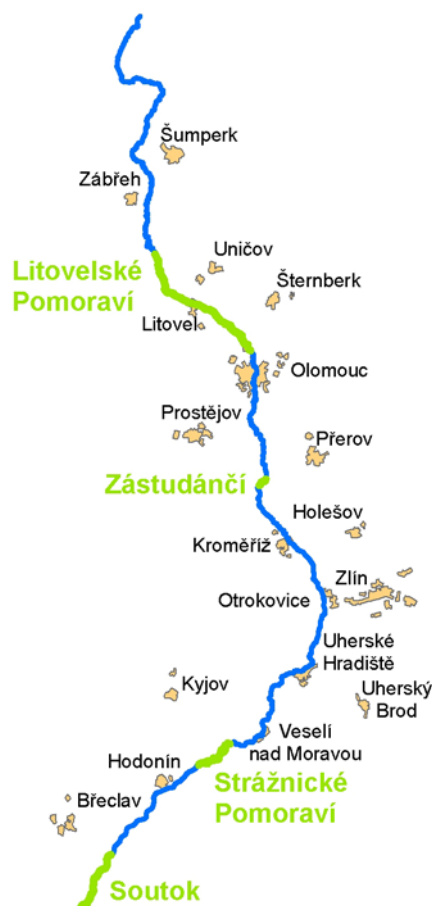 Šumperk
Zábřeh
Uničov
Litovelské
Pomoraví
Šternberk
Litovel
Olomouc
Prostějov
Přerov
Zástudánčí
Holešov
Kroměříž
Zlín
Otrokovice
Uherské
Hradiště
Kyjov
Uherský
Brod
Veselí
nad Moravou
Hodonín
Strážnické
Pomoraví
Břeclav
Soutok